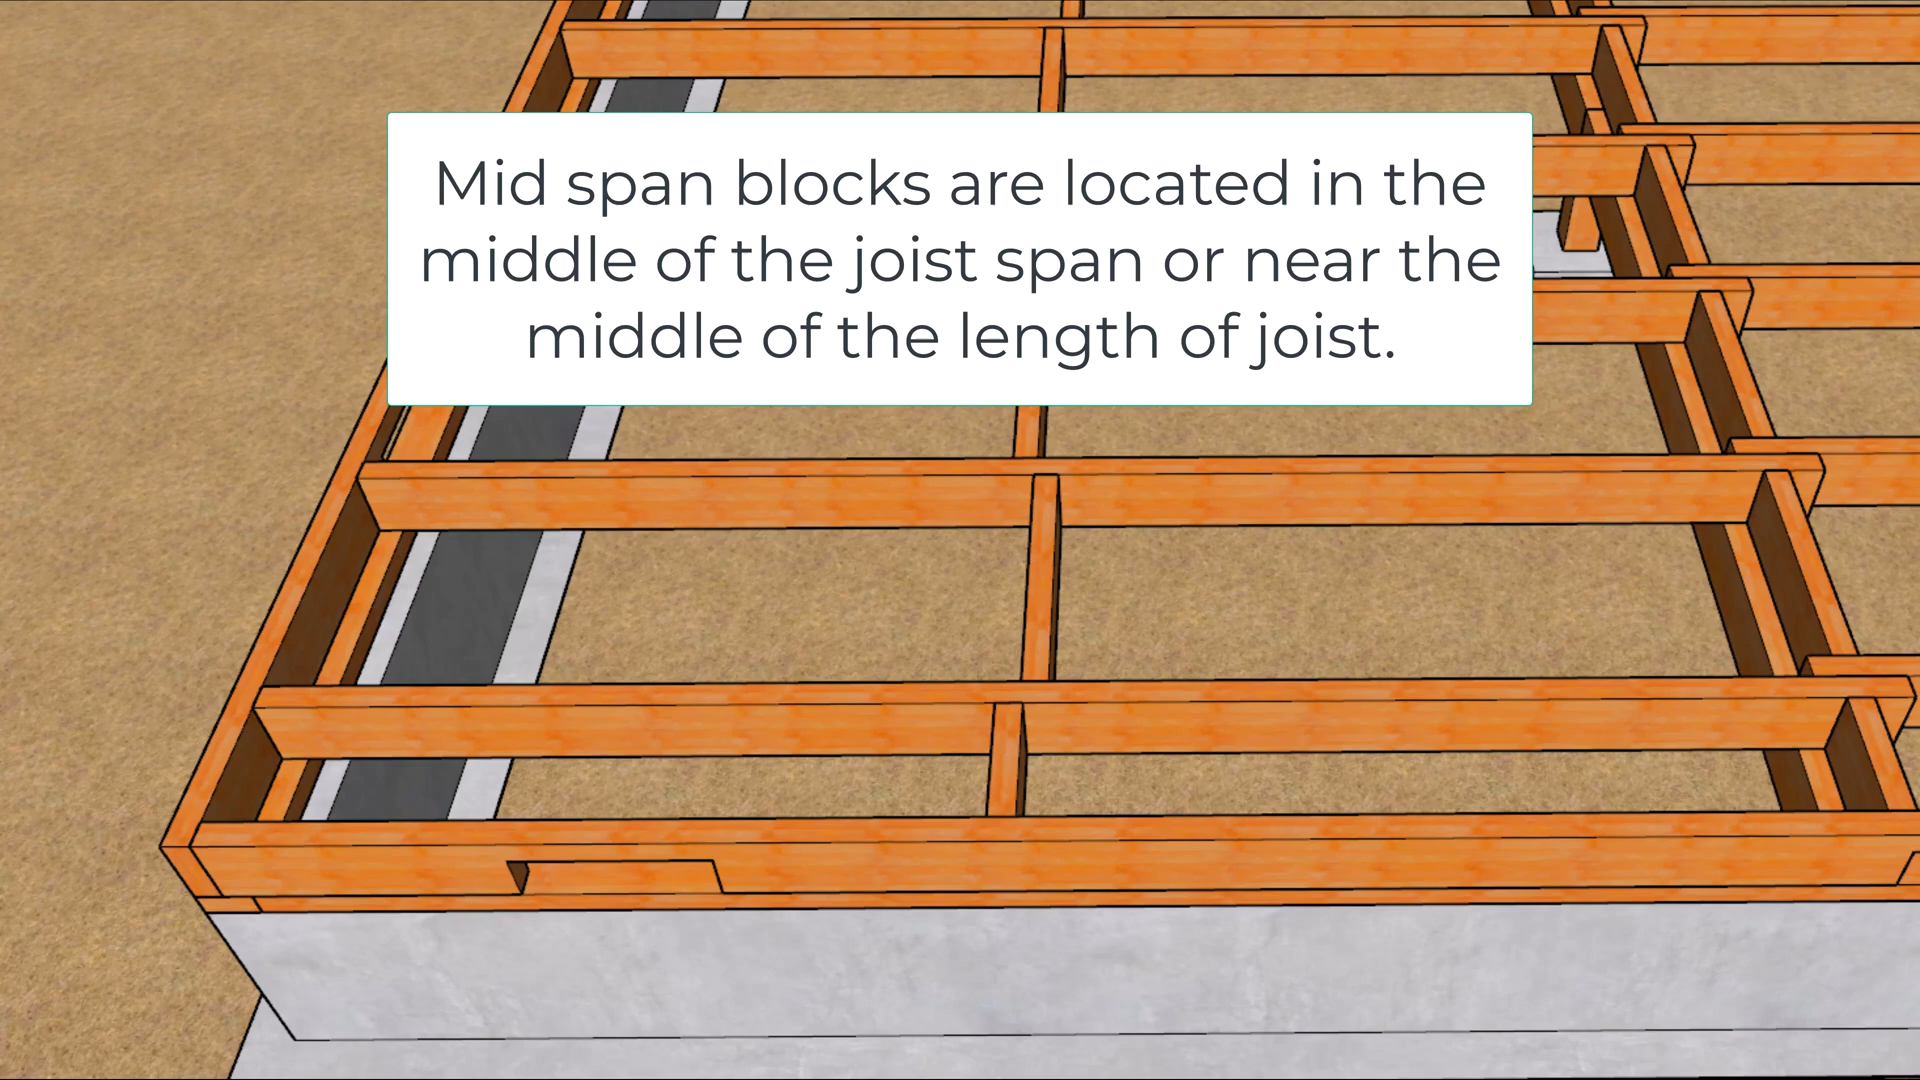 Mid span blocks are located in the
middle of the joist span or near the
middle of the length of joist.